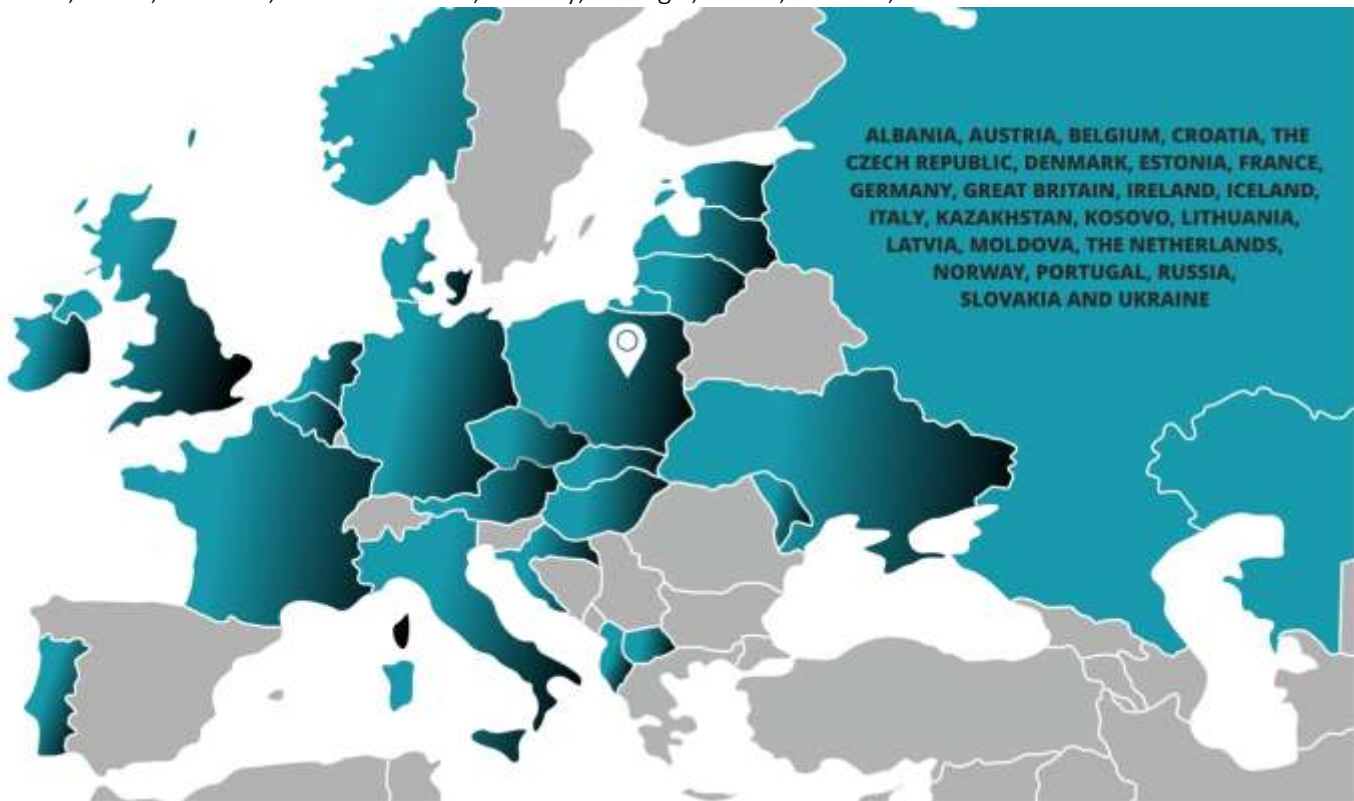 ALBANIA, AUSTRIA, BELGIUM, CROATIA, THE
CZECH REPUBLIC, DENMARK, ESTONIA, FRANCE,
GERMANY, GREAT BRITAIN, IRELAND, ICELAND,
ITALY, KAZAKHSTAN, KOSOVO, LITHUANIA,
LATVIA, MOLDOVA, THE NETHERLANDS,
NORWAY, PORTUGAL, RUSSIA,
SLOVAKIA AND UKRAINE